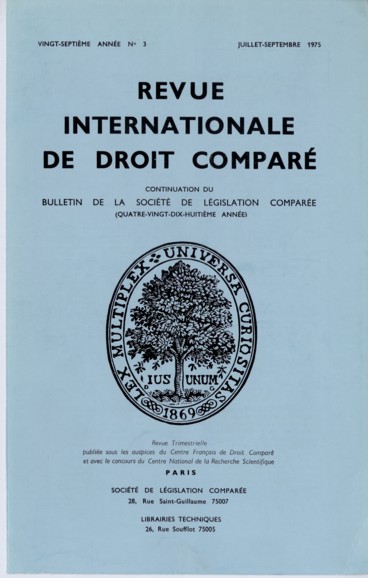 VINGT-SEPTIÈME ANNÉE N° 3
JUILLET-SEPTEMBRE 1975
REVUE
INTERNATIONALE
DE DROIT COMPARÉ
CONTINUATION DU
BULLETIN DE LA SOCIÉTÉ DE LÉGISLATION COMPARÉE
(QUATRE-VINGT-DIX-HUITIÈME ANNÉE)
LEX MULTIPLEX UNIVERSA CURIOSITAS
IUS UNUM
1869
Revue Trimestrielle
publiée sous les auspices du Centre Français de Droit Comparé
et avec le concours du Centre National de la Recherche Scientifique
PARIS
SOCIÉTÉ DE LÉGISLATION COMPARÉE
28, Rue Saint-Guillaume 75007
LIBRAIRIES TECHNIQUES
26, Rue Soufflot 75005